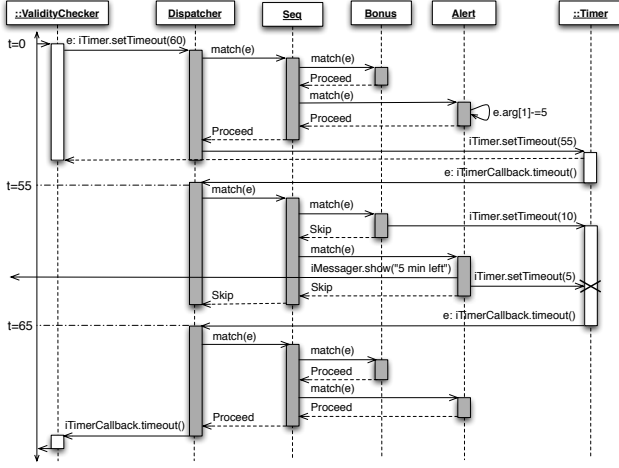 ::ValidityChecker Dispatcher Seq Bonus Alert ::Timer
t=0
e: iTimer.setTimeout(60)
match(e)
match(e)
Proceed
match(e)
e.arg[1]-=5
Proceed
Proceed
iTimer.setTimeout(55)
e: iTimerCallback.timeout()
t=55
match(e)
match(e)
iTimer.setTimeout(10)
Skip
match(e)
iMessager.show("5 min left")
iTimer.setTimeout(5)
Skip
Skip
e: iTimerCallback.timeout()
t=65
match(e)
match(e)
Proceed
match(e)
Proceed
Proceed
iTimerCallback.timeout()